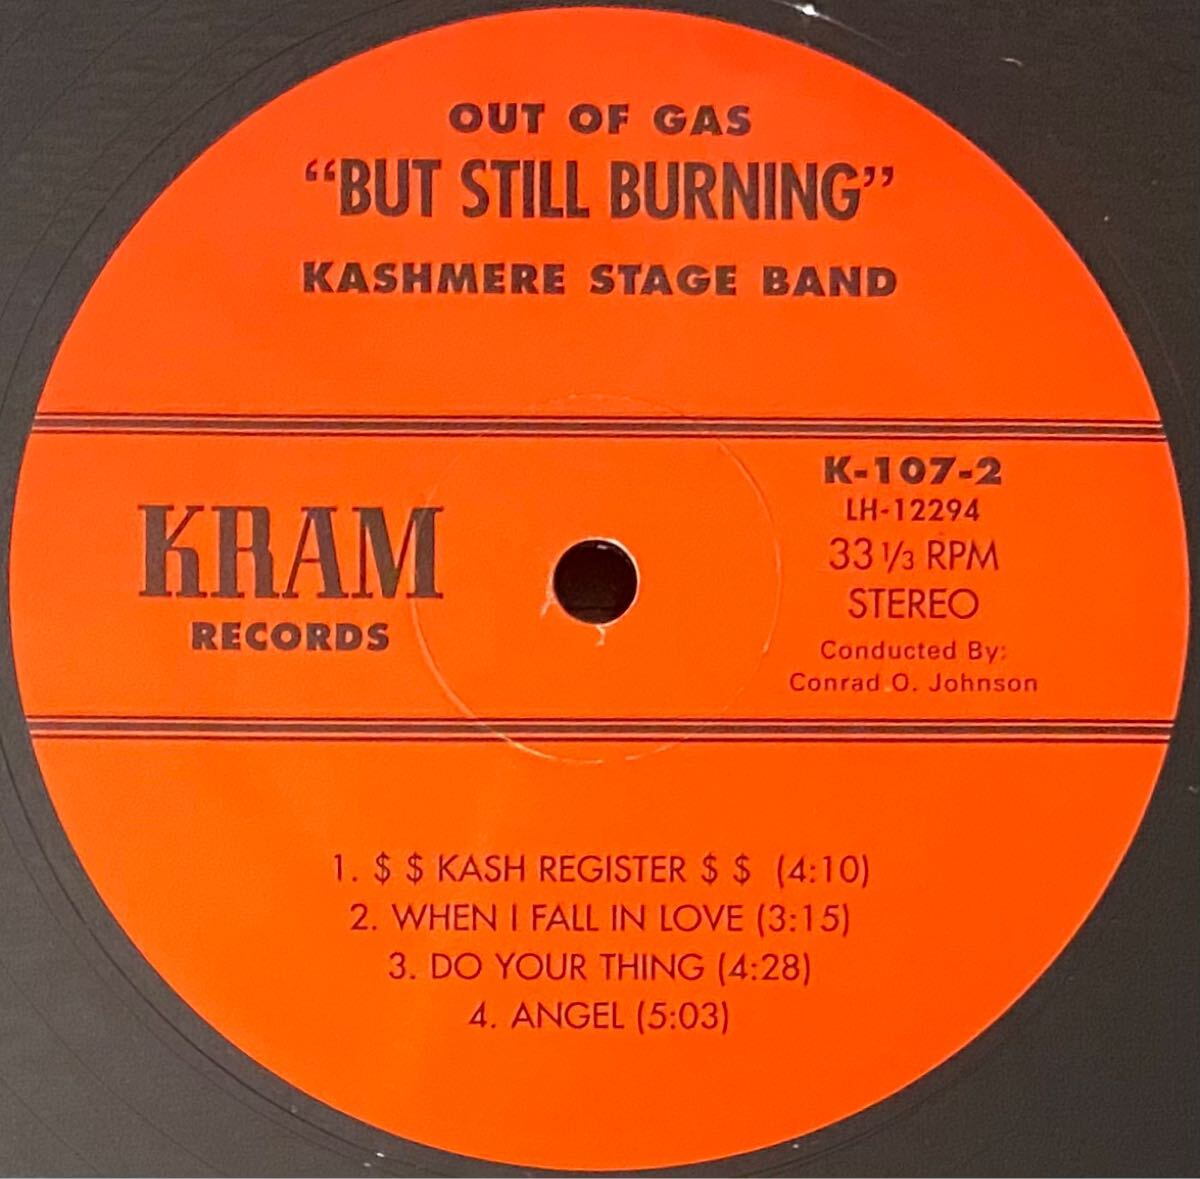 OUT OF GAS
“BUT STILL BURNING”
KASHMERE STAGE BAND
KRAM
RECORDS
K-107-2
LH-12294
33 1/3 RPM
STEREO
Conducted By:
Conrad O. Johnson
1. $ $ KASH REGISTER $ $ (4:10)
2. WHEN I FALL IN LOVE (3:15)
3. DO YOUR THING (4:28)
4. ANGEL (5:03)